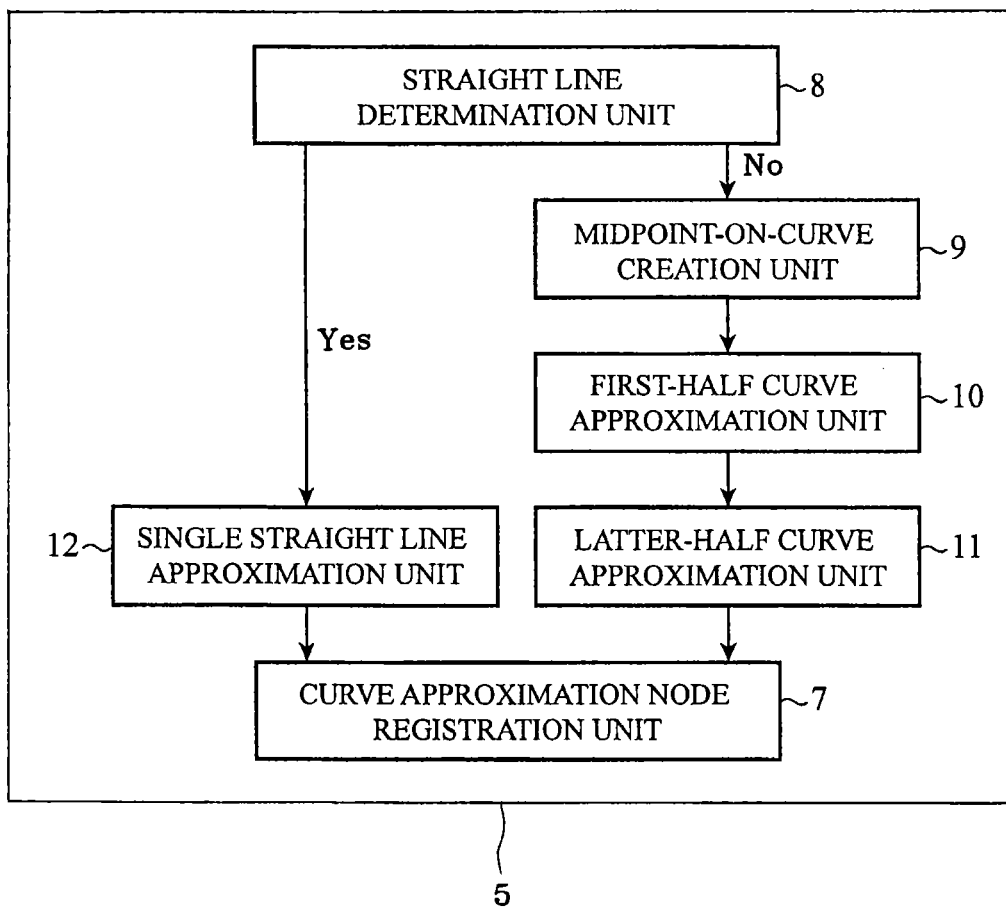 STRAIGHT LINE
DETERMINATION UNIT
8
No
MIDPOINT-ON-CURVE
CREATION UNIT
9
Yes
FIRST-HALF CURVE
APPROXIMATION UNIT
10
12
SINGLE STRAIGHT LINE
APPROXIMATION UNIT
LATTER-HALF CURVE
APPROXIMATION UNIT
11
CURVE APPROXIMATION NODE
REGISTRATION UNIT
7
5